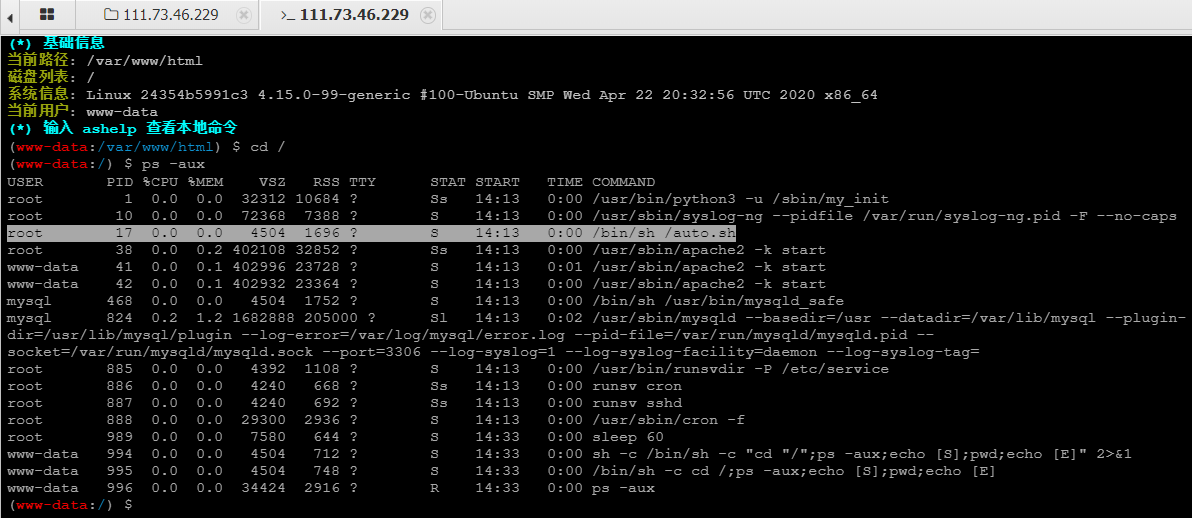 111.73.46.229
>_ 111.73.46.229
(*) 基础信息
当前路径: /var/www/html
磁盘列表: /
系统信息: Linux 24354b5991c3 4.15.0-99-generic #100-Ubuntu SMP Wed Apr 22 20:32:56 UTC 2020 x86_64
当前用户: www-data
(*) 输入 ashelp 查看本地命令
(www-data:/var/www/html) $ cd /
(www-data:/) $ ps -aux
USER PID %CPU %MEM VSZ RSS TTY STAT START TIME COMMAND
root 1 0.0 0.0 32312 10684 ? Ss 14:13 0:00 /usr/bin/python3 -u /sbin/my_init
root 10 0.0 0.0 72368 7388 ? S 14:13 0:00 /usr/sbin/syslog-ng --pidfile /var/run/syslog-ng.pid -F --no-caps
root 17 0.0 0.0 4504 1696 ? S 14:13 0:00 /bin/sh /auto.sh
root 38 0.0 0.2 402108 32852 ? Ss 14:13 0:00 /usr/sbin/apache2 -k start
www-data 41 0.0 0.1 402996 23728 ? S 14:13 0:01 /usr/sbin/apache2 -k start
www-data 42 0.0 0.1 402932 23364 ? S 14:13 0:00 /usr/sbin/apache2 -k start
mysql 468 0.0 0.0 4504 1752 ? S 14:13 0:00 /bin/sh /usr/bin/mysqld_safe
mysql 824 0.2 1.2 1682888 205000 ? Sl 14:13 0:02 /usr/sbin/mysqld --basedir=/usr --datadir=/var/lib/mysql --plugin-
dir=/usr/lib/mysql/plugin --log-error=/var/log/mysql/error.log --pid-file=/var/run/mysqld/mysqld.pid --
socket=/var/run/mysqld/mysqld.sock --port=3306 --log-syslog=1 --log-syslog-facility=daemon --log-syslog-tag=
root 885 0.0 0.0 4392 1108 ? S 14:13 0:00 /usr/bin/runsvdir -P /etc/service
root 886 0.0 0.0 4240 668 ? Ss 14:13 0:00 runsv cron
root 887 0.0 0.0 4240 692 ? Ss 14:13 0:00 runsv sshd
root 888 0.0 0.0 29300 2936 ? S 14:13 0:00 /usr/sbin/cron -f
root 989 0.0 0.0 7580 644 ? S 14:33 0:00 sleep 60
www-data 994 0.0 0.0 4504 712 ? S 14:33 0:00 sh -c /bin/sh -c "cd "/";ps -aux;echo [S];pwd;echo [E]" 2>&1
www-data 995 0.0 0.0 4504 748 ? S 14:33 0:00 /bin/sh -c cd /;ps -aux;echo [S];pwd;echo [E]
www-data 996 0.0 0.0 34424 2916 ? R 14:33 0:00 ps -aux
(www-data:/) $